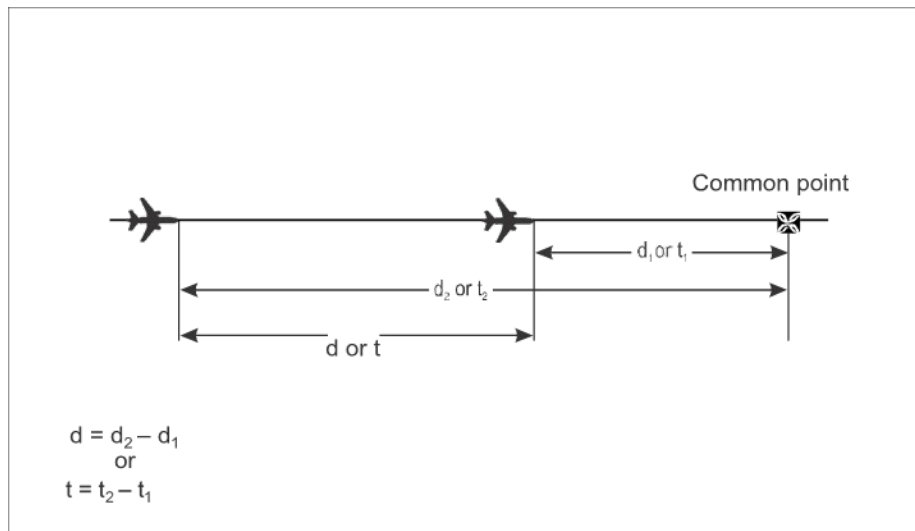 Common point
d₁ or t₁
d₂ or t₂
d or t
d = d₂ – d₁
or
t = t₂ – t₁